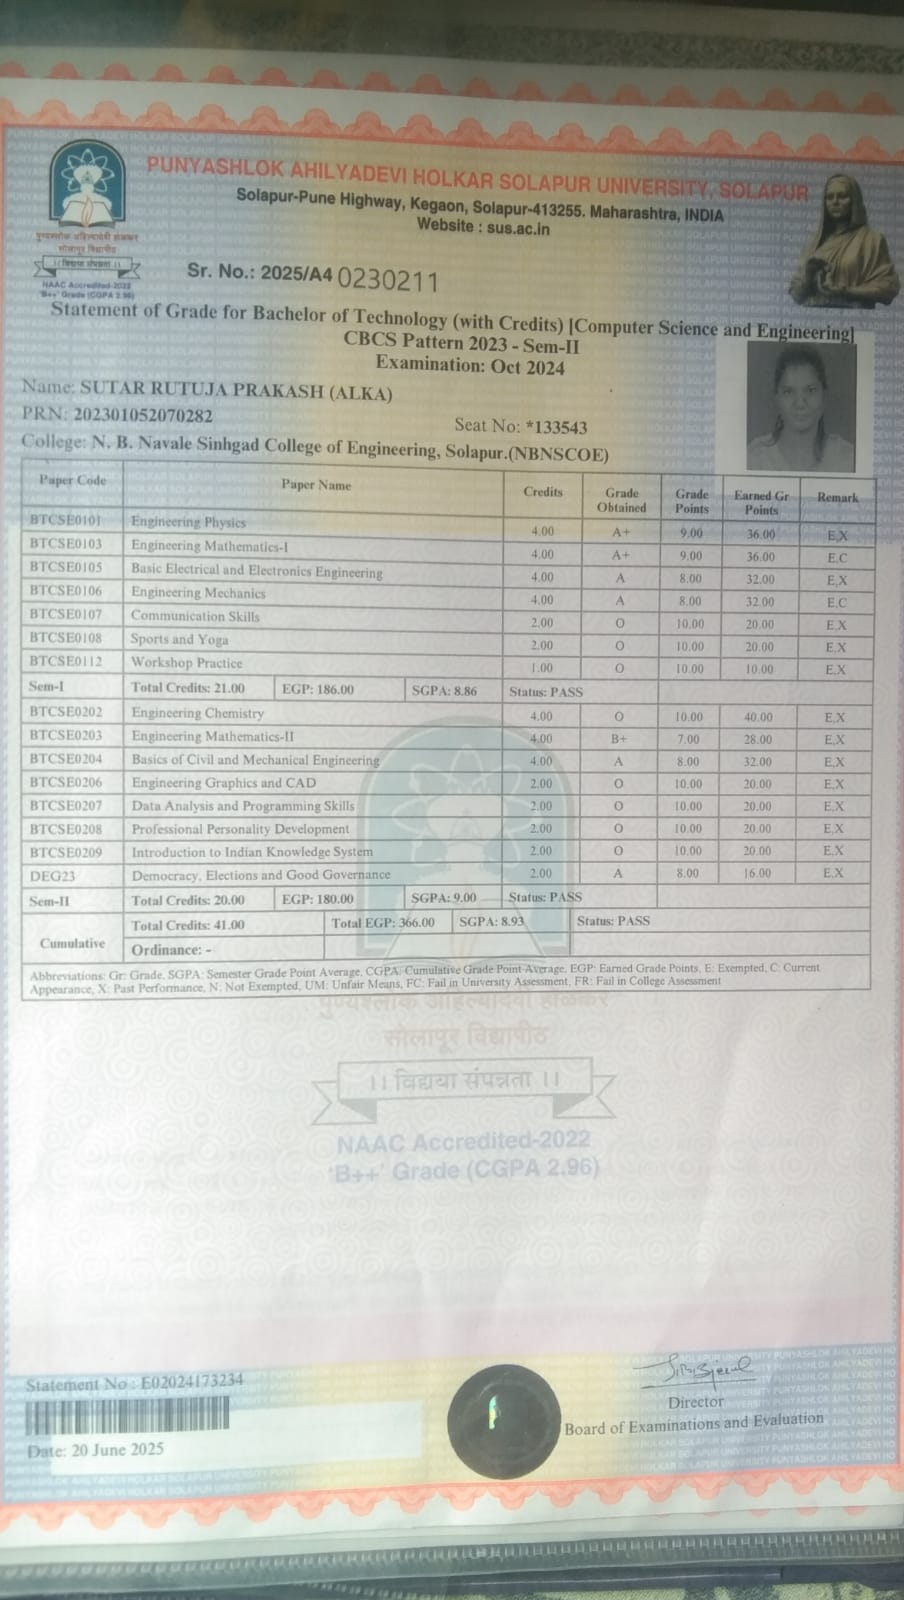 PUNYASHLOK AHILYADEVI HOLKAR SOLAPUR UNIVERSITY, SOLAPUR
Solapur-Pune Highway, Kegaon, Solapur-413255. Maharashtra, INDIA
Website : sus.ac.in
पुण्यश्लोक अहिल्यादेवी होळकर
सोलापूर विद्यापीठ
।। विद्यया संपन्नता ।।
NAAC Accredited-2022
'B++' Grade (CGPA 2.96)
Sr. No.: 2025/A4 0230211
Statement of Grade for Bachelor of Technology (with Credits) [Computer Science and Engineering]
CBCS Pattern 2023 - Sem-II
Examination: Oct 2024
Name: SUTAR RUTUJA PRAKASH (ALKA)
PRN: 202301052070282 Seat No: *133543
College: N. B. Navale Sinhgad College of Engineering, Solapur.(NBNSCOE)
Paper Code Paper Name Credits Grade Obtained Grade Points Earned Gr Points Remark
BTCSE0101 Engineering Physics 4.00 A+ 9.00 36.00 E,X
BTCSE0103 Engineering Mathematics-I 4.00 A+ 9.00 36.00 E,C
BTCSE0105 Basic Electrical and Electronics Engineering 4.00 A 8.00 32.00 E,X
BTCSE0106 Engineering Mechanics 4.00 A 8.00 32.00 E,C
BTCSE0107 Communication Skills 2.00 O 10.00 20.00 E,X
BTCSE0108 Sports and Yoga 2.00 O 10.00 20.00 E,X
BTCSE0112 Workshop Practice 1.00 O 10.00 10.00 E,X
Sem-I Total Credits: 21.00 EGP: 186.00 SGPA: 8.86 Status: PASS
BTCSE0202 Engineering Chemistry 4.00 O 10.00 40.00 E,X
BTCSE0203 Engineering Mathematics-II 4.00 B+ 7.00 28.00 E,X
BTCSE0204 Basics of Civil and Mechanical Engineering 4.00 A 8.00 32.00 E,X
BTCSE0206 Engineering Graphics and CAD 2.00 O 10.00 20.00 E,X
BTCSE0207 Data Analysis and Programming Skills 2.00 O 10.00 20.00 E,X
BTCSE0208 Professional Personality Development 2.00 O 10.00 20.00 E,X
BTCSE0209 Introduction to Indian Knowledge System 2.00 O 10.00 20.00 E,X
DEG23 Democracy, Elections and Good Governance 2.00 A 8.00 16.00 E,X
Sem-II Total Credits: 20.00 EGP: 180.00 SGPA: 9.00 Status: PASS
Cumulative Total Credits: 41.00 Total EGP: 366.00 SGPA: 8.93 Status: PASS
Ordinance: -
Abbreviations: Gr: Grade, SGPA: Semester Grade Point Average, CGPA: Cumulative Grade Point Average, EGP: Earned Grade Points, E: Exempted, C: Current
Appearance, X: Past Performance, N: Not Exempted, UM: Unfair Means, FC: Fail in University Assessment, FR: Fail in College Assessment
पुण्यश्लोक अहिल्यादेवी होळकर
सोलापूर विद्यापीठ
।। विद्यया संपन्नता ।।
NAAC Accredited-2022
'B++' Grade (CGPA 2.96)
Statement No : E02024173234
Date: 20 June 2025
Director
Board of Examinations and Evaluation